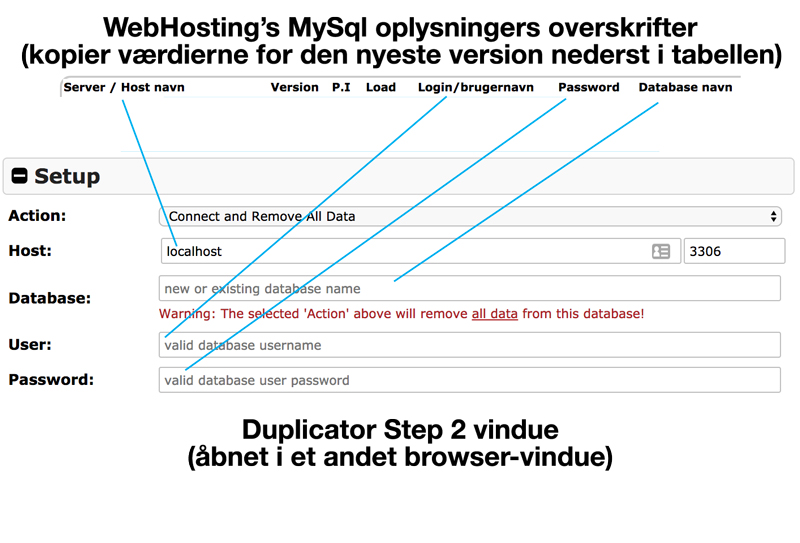 WebHosting’s MySql oplysningers overskrifter
(kopier værdierne for den nyeste version nederst i tabellen)
Server / Host navn Version P.I Load Login/brugernavn Password Database navn
Setup
Action: Connect and Remove All Data
Host: localhost 3306
Database: new or existing database name
Warning: The selected 'Action' above will remove all data from this database!
User: valid database username
Password: valid database user password
Duplicator Step 2 vindue
(åbnet i et andet browser-vindue)